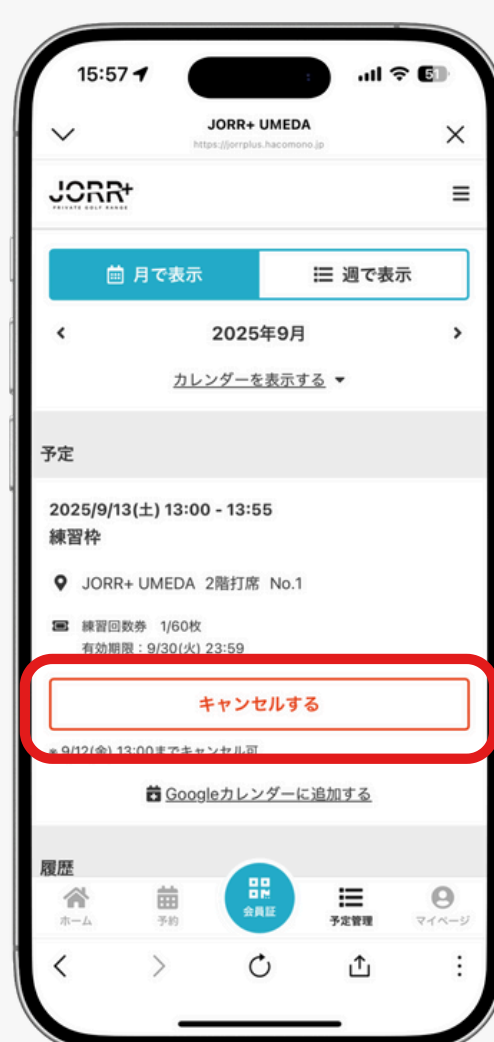 15:57
51
JORR+ UMEDA
https://jorrplus.hacomono.jp
JORR+
PRIVATE GOLF RANGE
月で表示
週で表示
2025年9月
カレンダーを表示する
予定
2025/9/13(土) 13:00 - 13:55
練習枠
JORR+ UMEDA 2階打席 No.1
練習回数券 1/60枚
有効期限：9/30(火) 23:59
キャンセルする
※9/12(金) 13:00までキャンセル可
Googleカレンダーに追加する
履歴
ホーム
予約
会員証
予定管理
マイページ